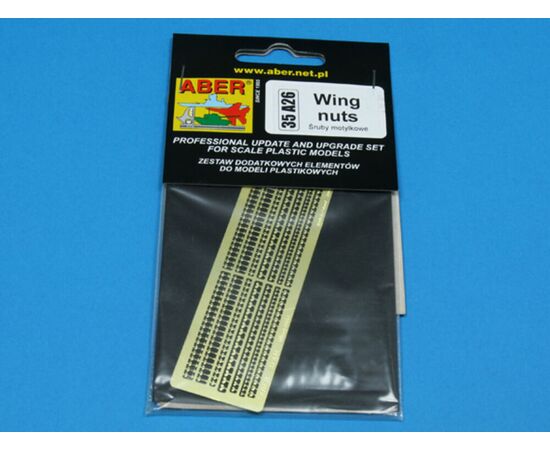 www.aber.net.pl
ABER®
SINCE 1995
35 A26
Wing
nuts
Śruby motylkowe
PROFESSIONAL UPDATE AND UPGRADE SET
FOR SCALE PLASTIC MODELS
ZESTAW DODATKOWYCH ELEMENTÓW
DO MODELI PLASTIKOWYCH